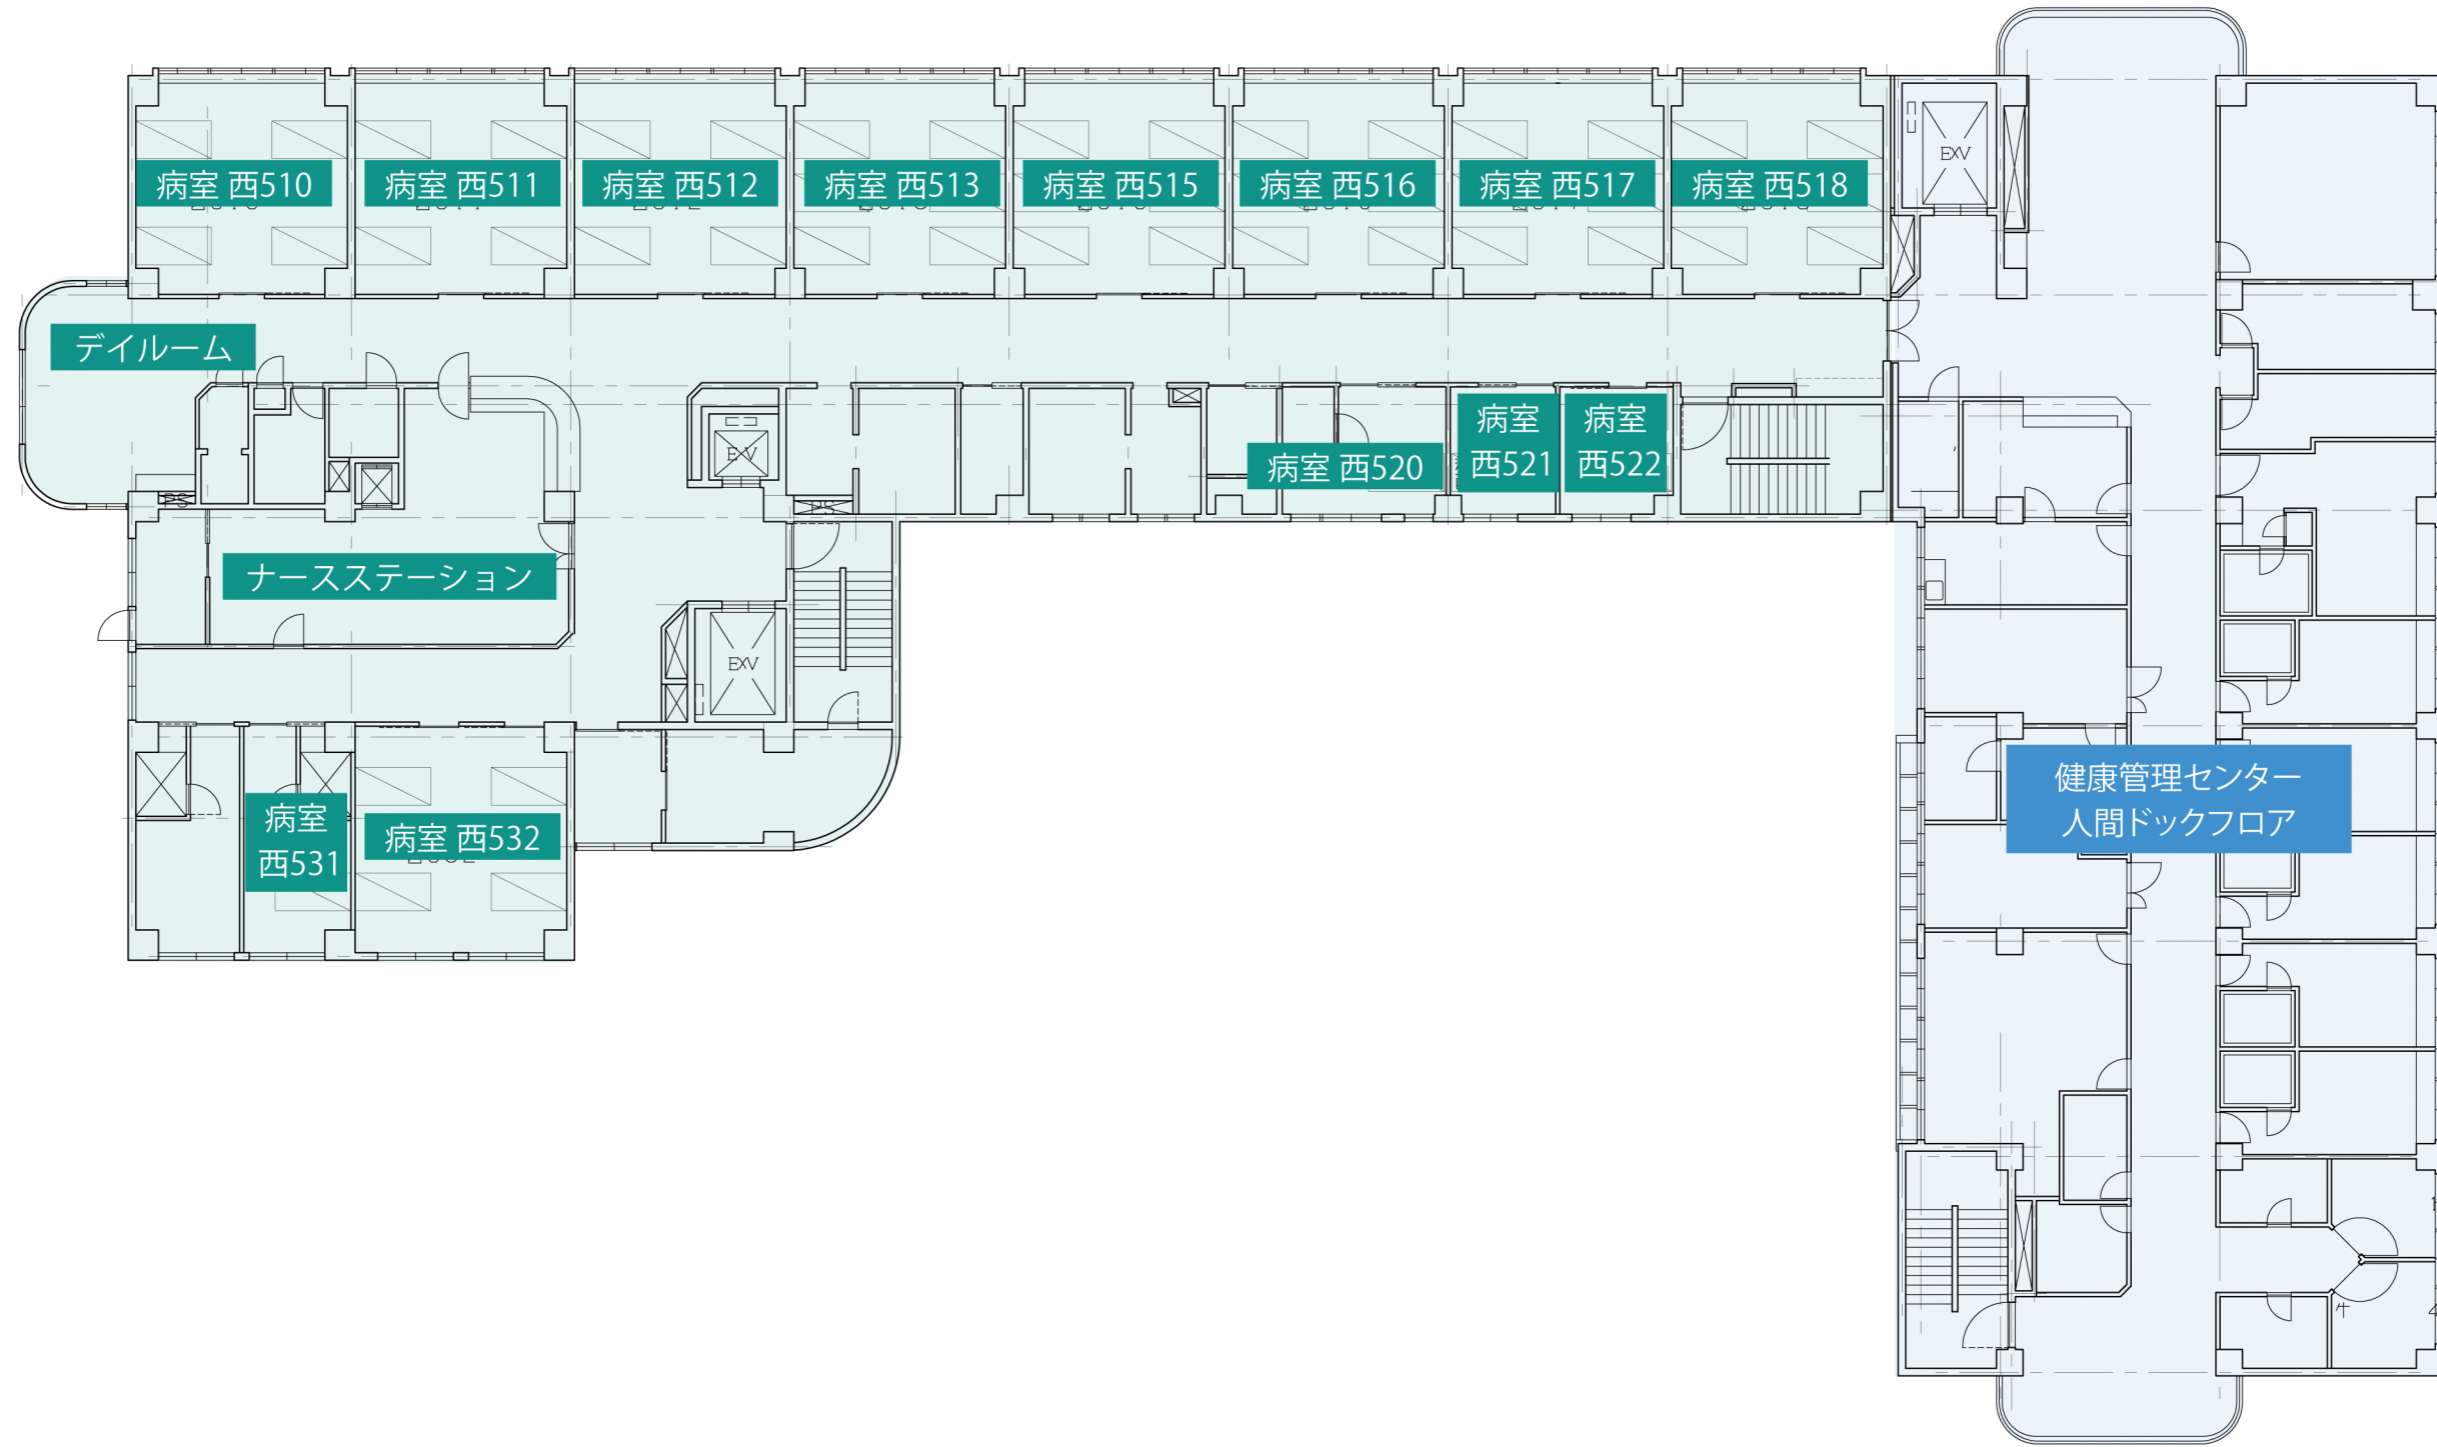 EXV
病室 西510
病室 西511
病室 西512
病室 西513
病室 西515
病室 西516
病室 西517
病室 西518
デイルーム
病室
西521
病室
西522
EXV
病室 西520
PS
PS
ナースステーション
EXV
病室
西531
病室 西532
健康管理センター
人間ドックフロア